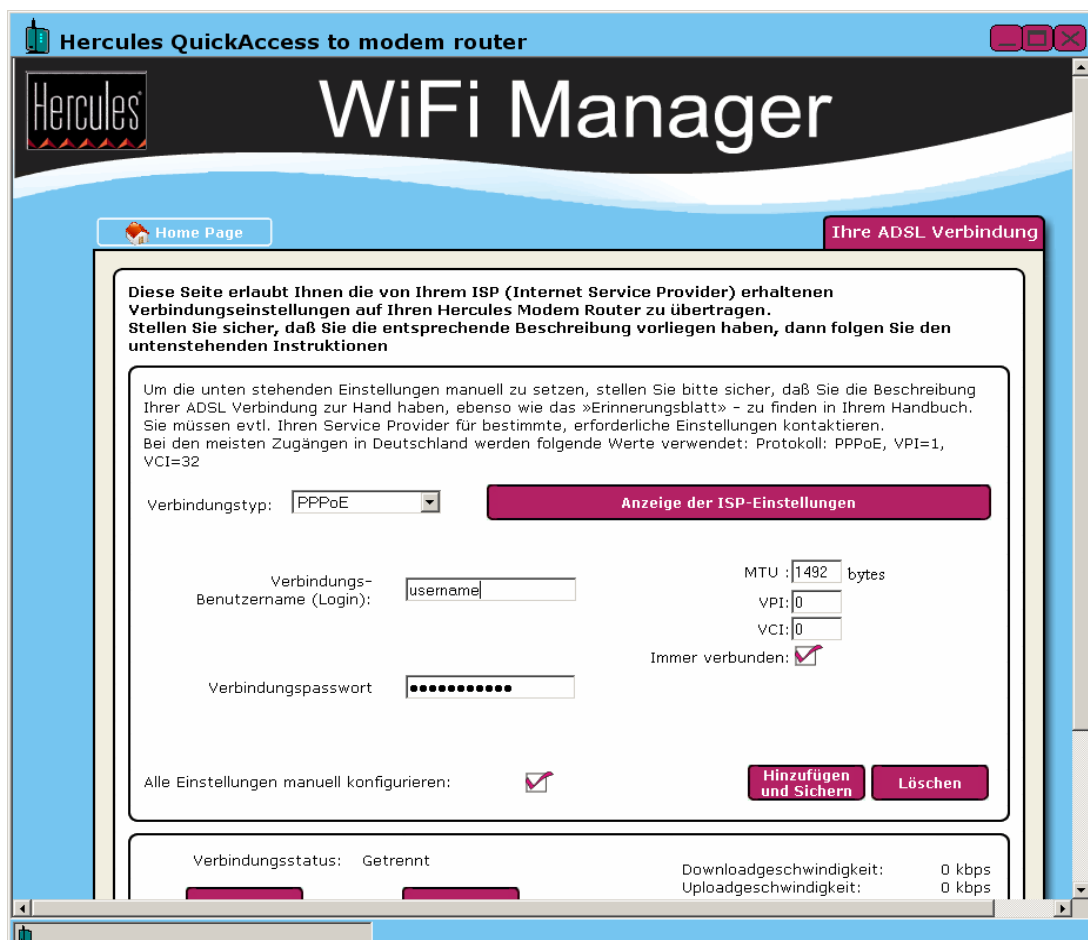 Hercules QuickAccess to modem router
Hercules
WiFi Manager
Home Page
Ihre ADSL Verbindung
Diese Seite erlaubt Ihnen die von Ihrem ISP (Internet Service Provider) erhaltenen
Verbindungseinstellungen auf Ihren Hercules Modem Router zu übertragen.
Stellen Sie sicher, daß Sie die entsprechende Beschreibung vorliegen haben, dann folgen Sie den
untenstehenden Instruktionen
Um die unten stehenden Einstellungen manuell zu setzen, stellen Sie bitte sicher, daß Sie die Beschreibung
Ihrer ADSL Verbindung zur Hand haben, ebenso wie das »Erinnerungsblatt» - zu finden in Ihrem Handbuch.
Sie müssen evtl. Ihren Service Provider für bestimmte, erforderliche Einstellungen kontaktieren.
Bei den meisten Zugängen in Deutschland werden folgende Werte verwendet: Protokoll: PPPoE, VPI=1,
VCI=32
Verbindungstyp: PPPoE
Anzeige der ISP-Einstellungen
Verbindungs-
Benutzername (Login): username
MTU : 1492 bytes
VPI: 0
VCI: 0
Immer verbunden:
Verbindungspasswort •••••••••••
Alle Einstellungen manuell konfigurieren:
Hinzufügen
und Sichern
Löschen
Verbindungsstatus: Getrennt
Downloadgeschwindigkeit: 0 kbps
Uploadgeschwindigkeit: 0 kbps